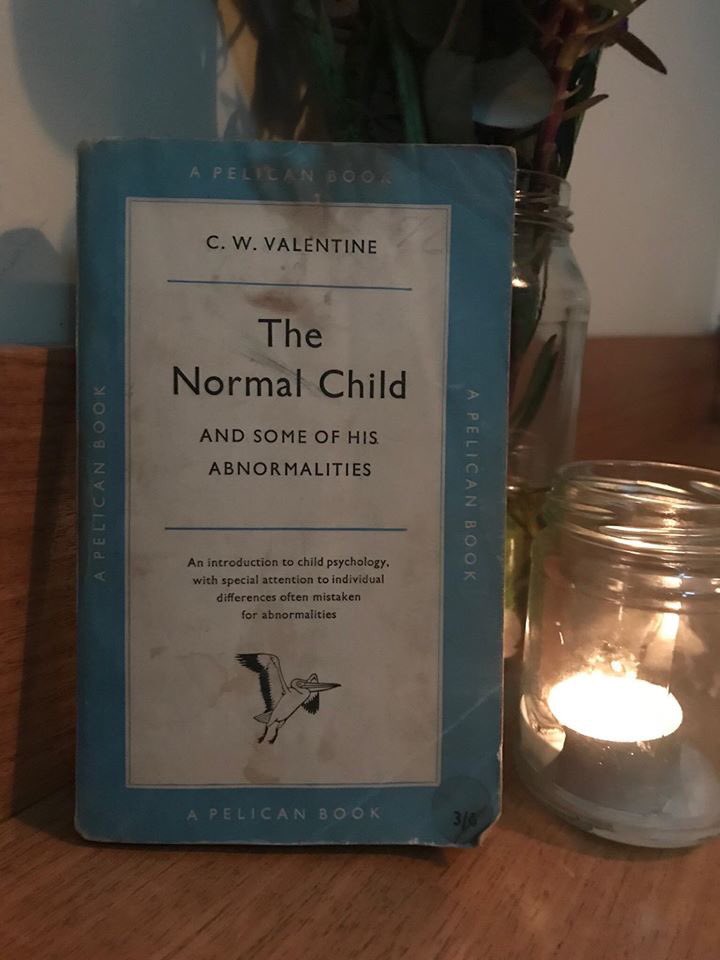 A PELICAN BOOK
C. W. VALENTINE
The
Normal Child
AND SOME OF HIS
ABNORMALITIES
An introduction to child psychology,
with special attention to individual
differences often mistaken
for abnormalities
A PELICAN BOOK
A PELICAN BOOK
A PELICAN BOOK
3/6